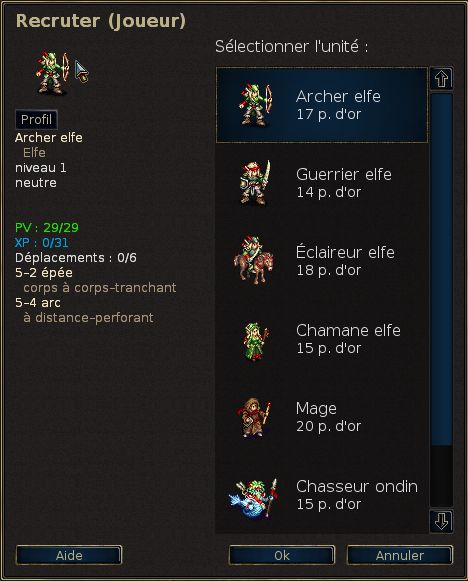 Recruter (Joueur)
Profil
Archer elfe
Elfe
niveau 1
neutre
PV : 29/29
XP : 0/31
Déplacements : 0/6
5–2 épée
corps à corps–tranchant
5–4 arc
à distance–perforant
Sélectionner l'unité :
Archer elfe
17 p. d'or
Guerrier elfe
14 p. d'or
Éclaireur elfe
18 p. d'or
Chamane elfe
15 p. d'or
Mage
20 p. d'or
Chasseur ondin
15 p. d'or
Aide
Ok
Annuler